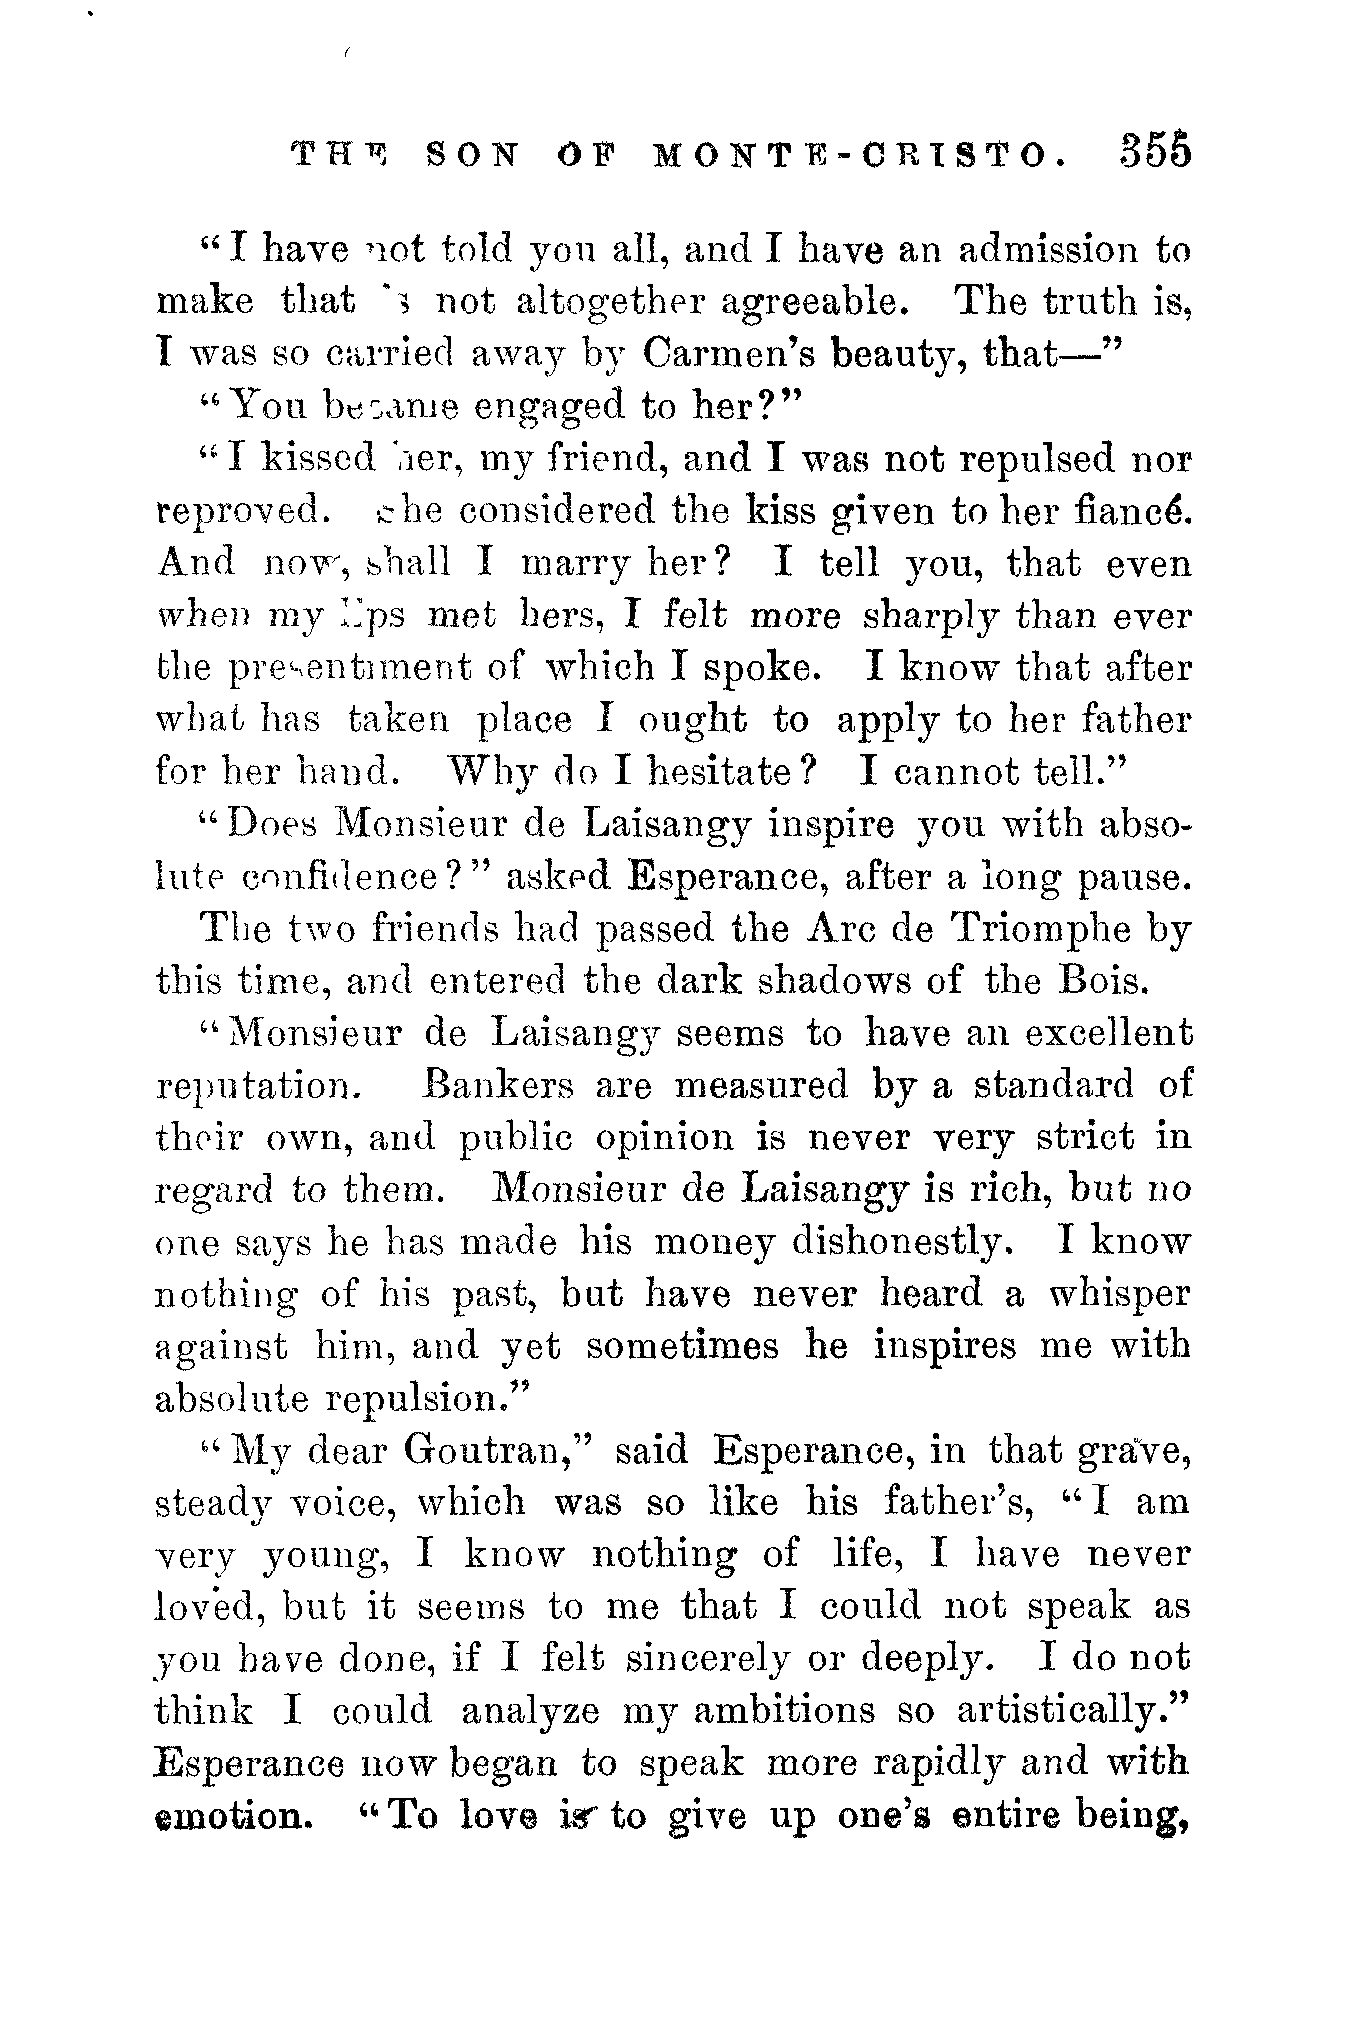 THE SON OF MONTE-CRISTO. 355
“I have not told you all, and I have an admission to
make that is not altogether agreeable. The truth is,
I was so carried away by Carmen’s beauty, that—”
“You became engaged to her?”
“I kissed her, my friend, and I was not repulsed nor
reproved. She considered the kiss given to her fiancé.
And now, shall I marry her? I tell you, that even
when my lips met hers, I felt more sharply than ever
the presentiment of which I spoke. I know that after
what has taken place I ought to apply to her father
for her hand. Why do I hesitate? I cannot tell.”
“Does Monsieur de Laisangy inspire you with abso-
lute confidence?” asked Esperance, after a long pause.
The two friends had passed the Arc de Triomphe by
this time, and entered the dark shadows of the Bois.
“Monsieur de Laisangy seems to have an excellent
reputation. Bankers are measured by a standard of
their own, and public opinion is never very strict in
regard to them. Monsieur de Laisangy is rich, but no
one says he has made his money dishonestly. I know
nothing of his past, but have never heard a whisper
against him, and yet sometimes he inspires me with
absolute repulsion.”
“My dear Goutran,” said Esperance, in that grave,
steady voice, which was so like his father’s, “I am
very young, I know nothing of life, I have never
loved, but it seems to me that I could not speak as
you have done, if I felt sincerely or deeply. I do not
think I could analyze my ambitions so artistically.”
Esperance now began to speak more rapidly and with
emotion. “To love is to give up one’s entire being,